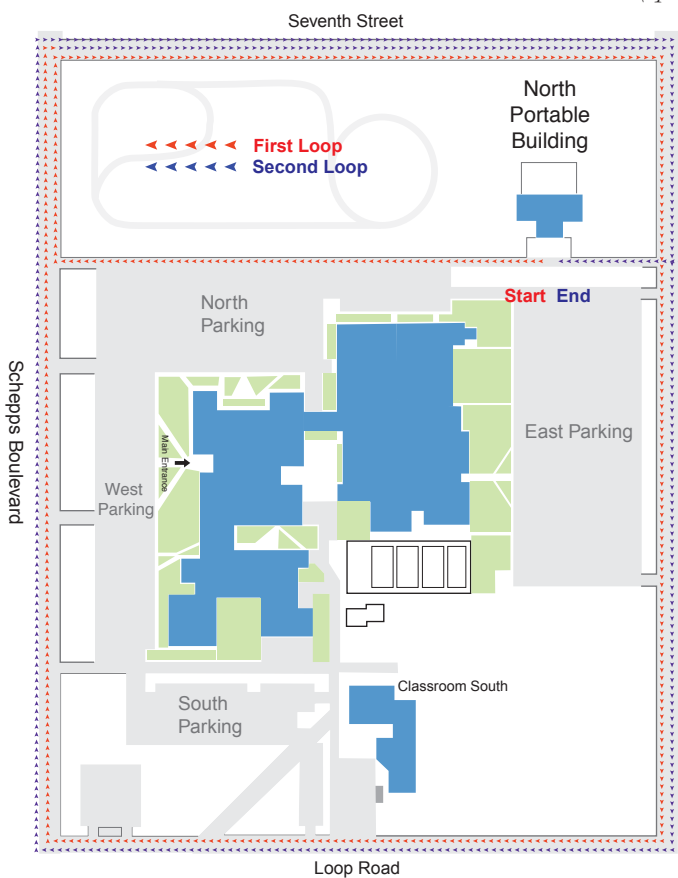 Seventh Street
North
Portable
Building
First Loop
Second Loop
Start End
North
Parking
Schepps Boulevard
Main Entrance
East Parking
West
Parking
Classroom South
South
Parking
Loop Road